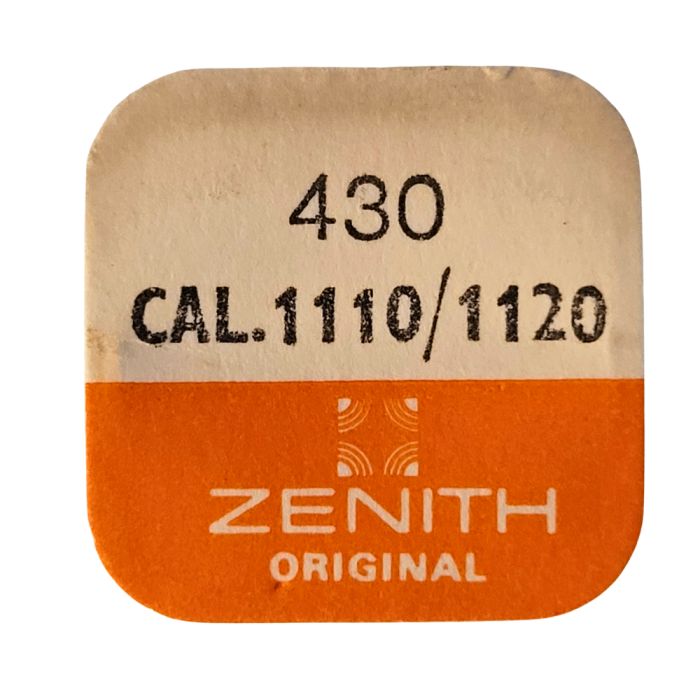 430
CAL.1110/1120
ZENITH
ORIGINAL